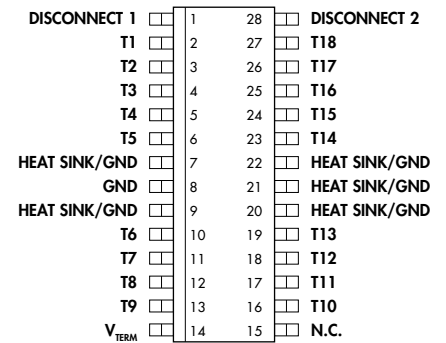 DISCONNECT 1 1 28 DISCONNECT 2
T1 2 27 T18
T2 3 26 T17
T3 4 25 T16
T4 5 24 T15
T5 6 23 T14
HEAT SINK/GND 7 22 HEAT SINK/GND
GND 8 21 HEAT SINK/GND
HEAT SINK/GND 9 20 HEAT SINK/GND
T6 10 19 T13
T7 11 18 T12
T8 12 17 T11
T9 13 16 T10
VTERM 14 15 N.C.